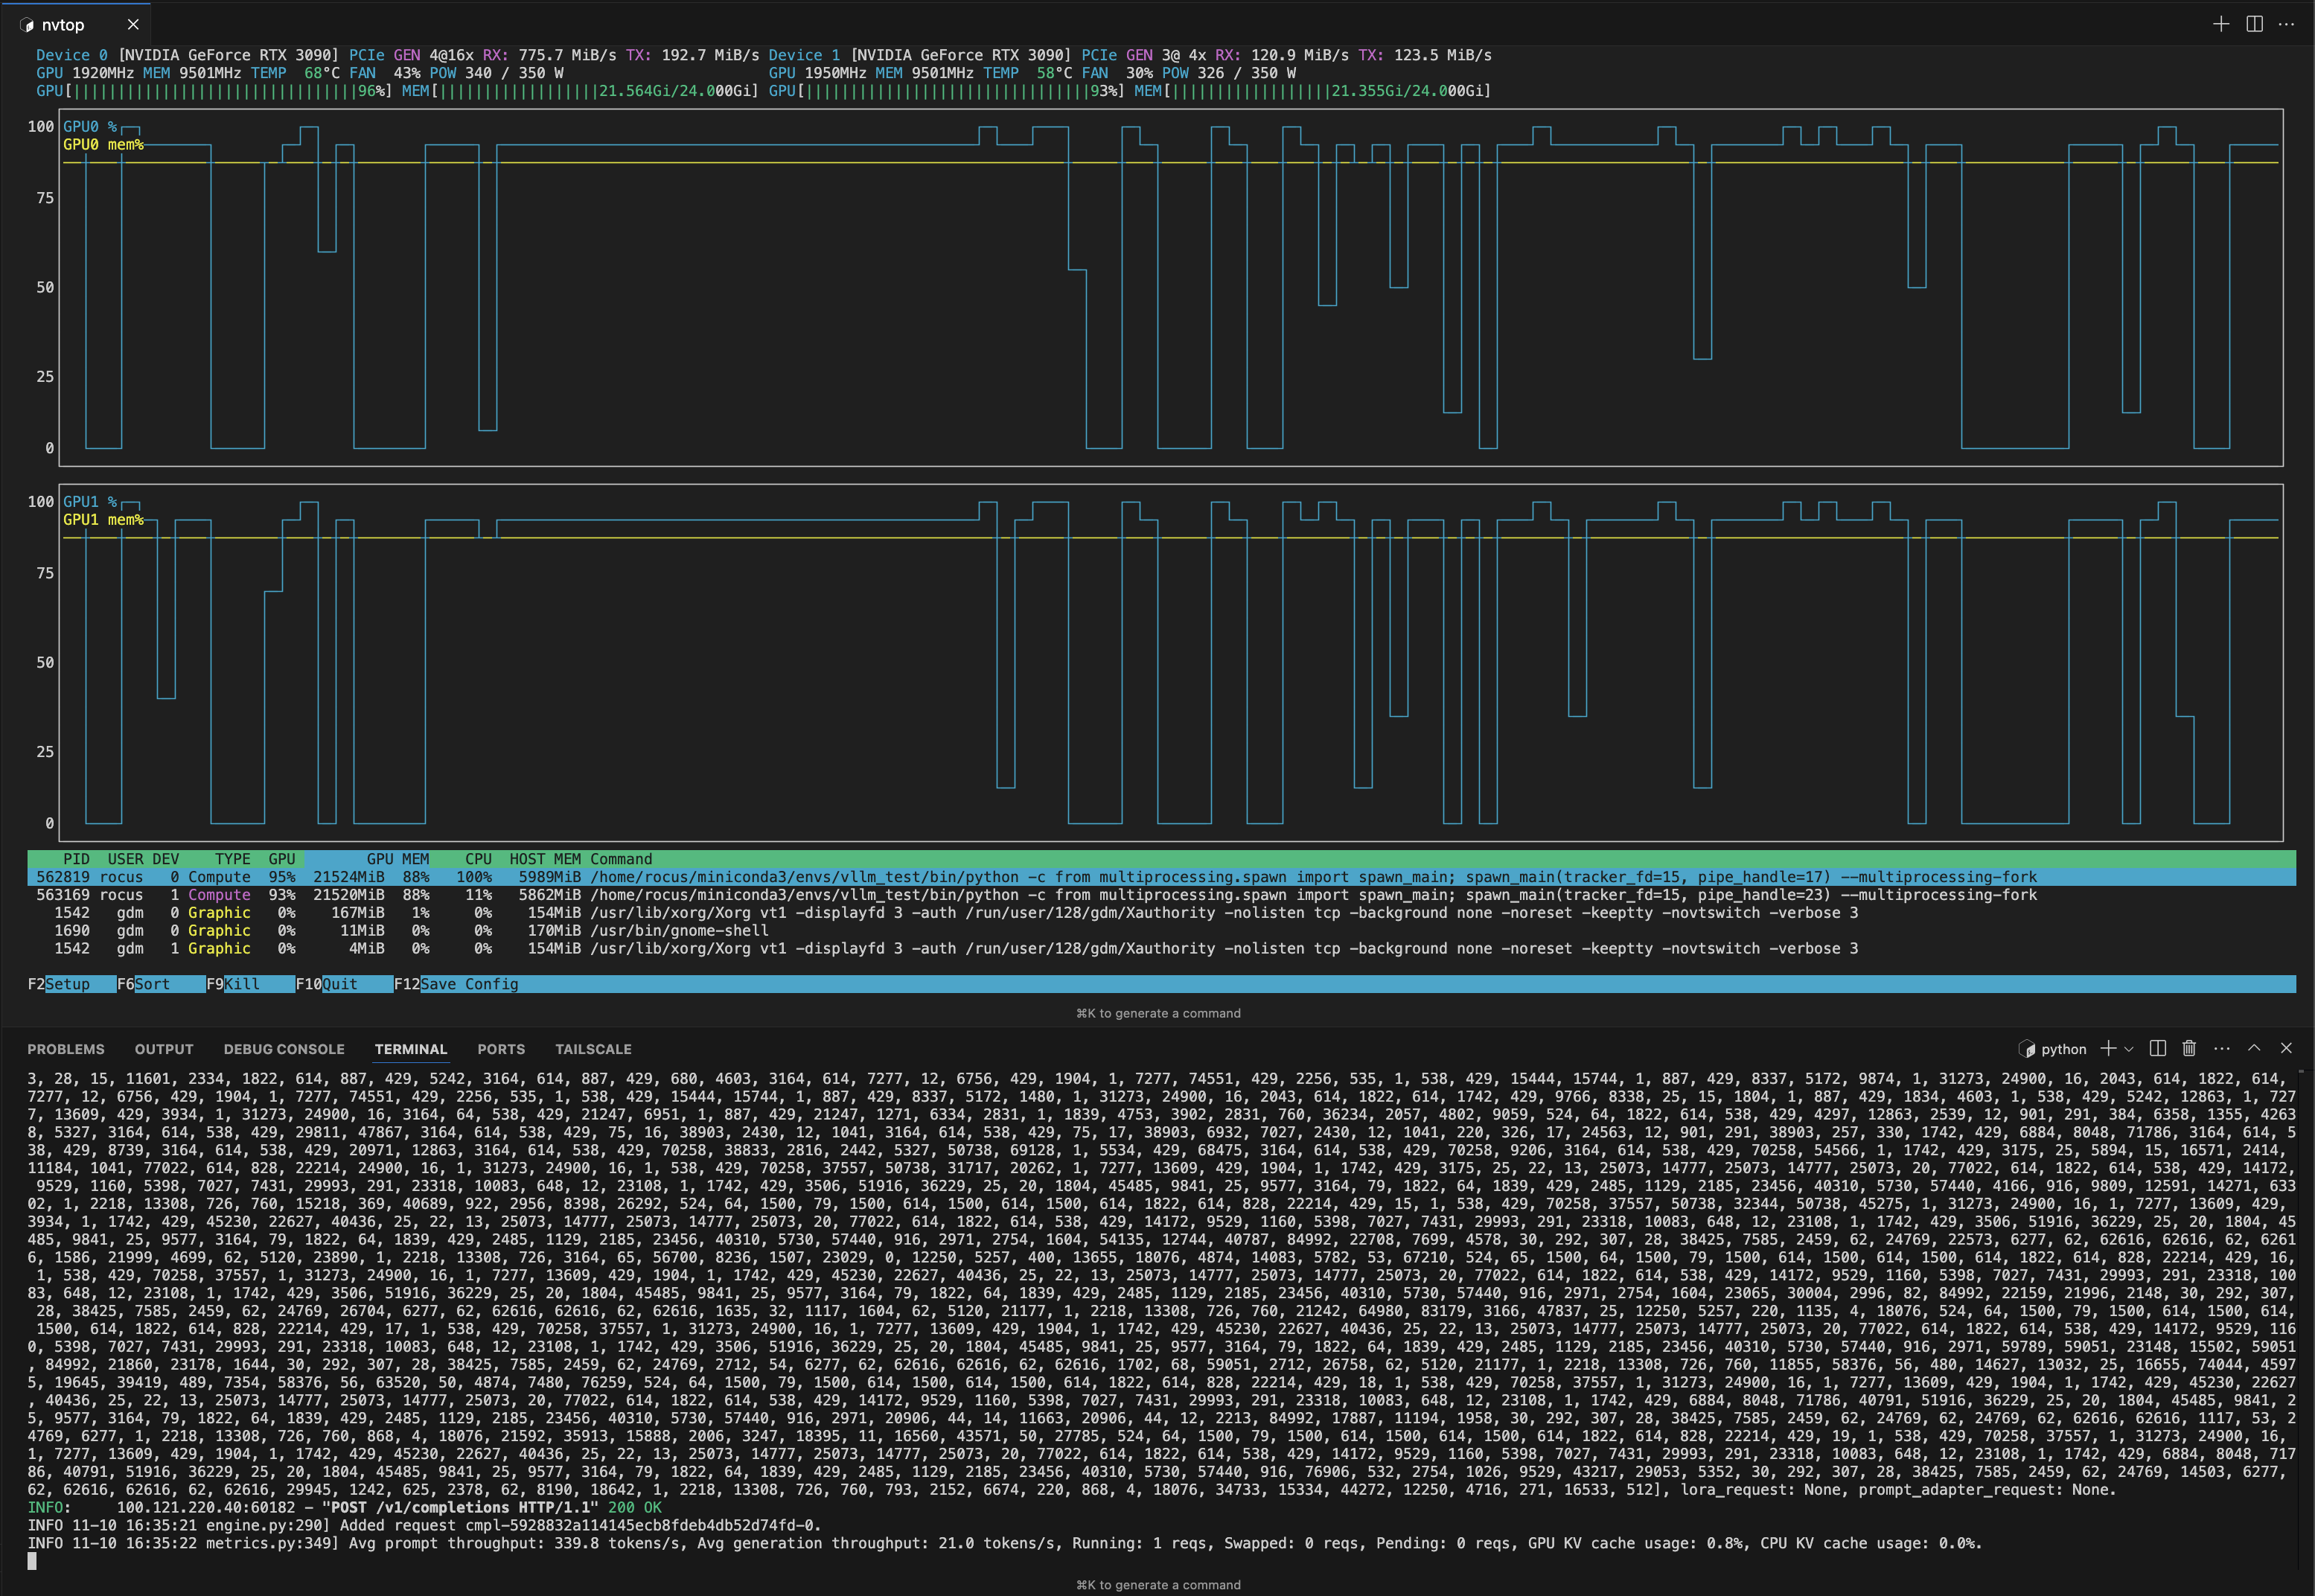 nvtop
Device 0 [NVIDIA GeForce RTX 3090] PCIe GEN 4@16x RX: 775.7 MiB/s TX: 192.7 MiB/s Device 1 [NVIDIA GeForce RTX 3090] PCIe GEN 3@ 4x RX: 120.9 MiB/s TX: 123.5 MiB/s
GPU 1920MHz MEM 9501MHz TEMP 68°C FAN 43% POW 340 / 350 W GPU 1950MHz MEM 9501MHz TEMP 58°C FAN 30% POW 326 / 350 W
GPU[||||||||||||||||||||||||||||||||96%] MEM[||||||||||||||||||21.564Gi/24.000Gi] GPU[||||||||||||||||||||||||||||||||93%] MEM[||||||||||||||||||21.355Gi/24.000Gi]
100 GPU0 %
GPU0 mem%
75
50
25
0
100 GPU1 %
GPU1 mem%
75
50
25
0
PID USER DEV TYPE GPU GPU MEM CPU HOST MEM Command
562819 rocus 0 Compute 95% 21524MiB 88% 100% 5989MiB /home/rocus/miniconda3/envs/vllm_test/bin/python -c from multiprocessing.spawn import spawn_main; spawn_main(tracker_fd=15, pipe_handle=17) --multiprocessing-fork
563169 rocus 1 Compute 93% 21520MiB 88% 11% 5862MiB /home/rocus/miniconda3/envs/vllm_test/bin/python -c from multiprocessing.spawn import spawn_main; spawn_main(tracker_fd=15, pipe_handle=23) --multiprocessing-fork
1542 gdm 0 Graphic 0% 167MiB 1% 0% 154MiB /usr/lib/xorg/Xorg vt1 -displayfd 3 -auth /run/user/128/gdm/Xauthority -nolisten tcp -background none -noreset -keeptty -novtswitch -verbose 3
1690 gdm 0 Graphic 0% 11MiB 0% 0% 170MiB /usr/bin/gnome-shell
1542 gdm 1 Graphic 0% 4MiB 0% 0% 154MiB /usr/lib/xorg/Xorg vt1 -displayfd 3 -auth /run/user/128/gdm/Xauthority -nolisten tcp -background none -noreset -keeptty -novtswitch -verbose 3
F2Setup F6Sort F9Kill F10Quit F12Save Config
⌘K to generate a command
PROBLEMS OUTPUT DEBUG CONSOLE TERMINAL PORTS TAILSCALE python
3, 28, 15, 11601, 2334, 1822, 614, 887, 429, 5242, 3164, 614, 887, 429, 680, 4603, 3164, 614, 7277, 12, 6756, 429, 1904, 1, 7277, 74551, 429, 2256, 535, 1, 538, 429, 15444, 15744, 1, 887, 429, 8337, 5172, 9874, 1, 31273, 24900, 16, 2043, 614, 1822, 614,
7277, 12, 6756, 429, 1904, 1, 7277, 74551, 429, 2256, 535, 1, 538, 429, 15444, 15744, 1, 887, 429, 8337, 5172, 1480, 1, 31273, 24900, 16, 2043, 614, 1822, 614, 1742, 429, 9766, 8338, 25, 15, 1804, 1, 887, 429, 1834, 4603, 1, 538, 429, 5242, 12863, 1, 727
7, 13609, 429, 3934, 1, 31273, 24900, 16, 3164, 64, 538, 429, 21247, 6951, 1, 887, 429, 21247, 1271, 6334, 2831, 1, 1839, 4753, 3902, 2831, 760, 36234, 2057, 4802, 9059, 524, 64, 1822, 614, 538, 429, 4297, 12863, 2539, 12, 901, 291, 384, 6358, 1355, 4263
8, 5327, 3164, 614, 538, 429, 29811, 47867, 3164, 614, 538, 429, 75, 16, 38903, 2430, 12, 1041, 3164, 614, 538, 429, 75, 17, 38903, 6932, 7027, 2430, 12, 1041, 220, 326, 17, 24563, 12, 901, 291, 38903, 257, 330, 1742, 429, 6884, 8048, 71786, 3164, 614, 5
38, 429, 8739, 3164, 614, 538, 429, 20971, 12863, 3164, 614, 538, 429, 70258, 38833, 2816, 2442, 5327, 50738, 69128, 1, 5534, 429, 68475, 3164, 614, 538, 429, 70258, 9206, 3164, 614, 538, 429, 70258, 54566, 1, 1742, 429, 3175, 25, 5894, 15, 16571, 2414,
11184, 1041, 77022, 614, 828, 22214, 24900, 16, 1, 31273, 24900, 16, 1, 538, 429, 70258, 37557, 50738, 31717, 20262, 1, 7277, 13609, 429, 1904, 1, 1742, 429, 3175, 25, 22, 13, 25073, 14777, 25073, 14777, 25073, 20, 77022, 614, 1822, 614, 538, 429, 14172,
9529, 1160, 5398, 7027, 7431, 29993, 291, 23318, 10083, 648, 12, 23108, 1, 1742, 429, 3506, 51916, 36229, 25, 20, 1804, 45485, 9841, 25, 9577, 3164, 79, 1822, 64, 1839, 429, 2485, 1129, 2185, 23456, 40310, 5730, 57440, 4166, 916, 9809, 12591, 14271, 633
02, 1, 2218, 13308, 726, 760, 15218, 369, 40689, 922, 2956, 8398, 26292, 524, 64, 1500, 79, 1500, 614, 1500, 614, 1500, 614, 1822, 614, 828, 22214, 429, 15, 1, 538, 429, 70258, 37557, 50738, 32344, 50738, 45275, 1, 31273, 24900, 16, 1, 7277, 13609, 429,
3934, 1, 1742, 429, 45230, 22627, 40436, 25, 22, 13, 25073, 14777, 25073, 14777, 25073, 20, 77022, 614, 1822, 614, 538, 429, 14172, 9529, 1160, 5398, 7027, 7431, 29993, 291, 23318, 10083, 648, 12, 23108, 1, 1742, 429, 3506, 51916, 36229, 25, 20, 1804, 45
485, 9841, 25, 9577, 3164, 79, 1822, 64, 1839, 429, 2485, 1129, 2185, 23456, 40310, 5730, 57440, 916, 2971, 2754, 1604, 54135, 12744, 40787, 84992, 22708, 7699, 4578, 30, 292, 307, 28, 38425, 7585, 2459, 62, 24769, 22573, 6277, 62, 62616, 62616, 62, 6261
6, 1586, 21999, 4699, 62, 5120, 23890, 1, 2218, 13308, 726, 3164, 65, 56700, 8236, 1507, 23029, 0, 12250, 5257, 400, 13655, 18076, 4874, 14083, 5782, 53, 67210, 524, 65, 1500, 64, 1500, 79, 1500, 614, 1500, 614, 1500, 614, 1822, 614, 828, 22214, 429, 16,
1, 538, 429, 70258, 37557, 1, 31273, 24900, 16, 1, 7277, 13609, 429, 1904, 1, 1742, 429, 45230, 22627, 40436, 25, 22, 13, 25073, 14777, 25073, 14777, 25073, 20, 77022, 614, 1822, 614, 538, 429, 14172, 9529, 1160, 5398, 7027, 7431, 29993, 291, 23318, 100
83, 648, 12, 23108, 1, 1742, 429, 3506, 51916, 36229, 25, 20, 1804, 45485, 9841, 25, 9577, 3164, 79, 1822, 64, 1839, 429, 2485, 1129, 2185, 23456, 40310, 5730, 57440, 916, 2971, 2754, 1604, 23065, 30004, 2996, 82, 84992, 22159, 21996, 2148, 30, 292, 307,
28, 38425, 7585, 2459, 62, 24769, 26704, 6277, 62, 62616, 62616, 62, 62616, 1635, 32, 1117, 1604, 62, 5120, 21177, 1, 2218, 13308, 726, 760, 21242, 64980, 83179, 3166, 47837, 25, 12250, 5257, 220, 1135, 4, 18076, 524, 64, 1500, 79, 1500, 614, 1500, 614,
1500, 614, 1822, 614, 828, 22214, 429, 17, 1, 538, 429, 70258, 37557, 1, 31273, 24900, 16, 1, 7277, 13609, 429, 1904, 1, 1742, 429, 45230, 22627, 40436, 25, 22, 13, 25073, 14777, 25073, 14777, 25073, 20, 77022, 614, 1822, 614, 538, 429, 14172, 9529, 116
0, 5398, 7027, 7431, 29993, 291, 23318, 10083, 648, 12, 23108, 1, 1742, 429, 3506, 51916, 36229, 25, 20, 1804, 45485, 9841, 25, 9577, 3164, 79, 1822, 64, 1839, 429, 2485, 1129, 2185, 23456, 40310, 5730, 57440, 916, 2971, 59789, 59051, 23148, 15502, 59051
, 84992, 21860, 23178, 1644, 30, 292, 307, 28, 38425, 7585, 2459, 62, 24769, 2712, 54, 6277, 62, 62616, 62616, 62, 62616, 1702, 68, 59051, 2712, 26758, 62, 5120, 21177, 1, 2218, 13308, 726, 760, 11855, 58376, 56, 480, 14627, 13032, 25, 16655, 74044, 4597
5, 19645, 39419, 489, 7354, 58376, 56, 63520, 50, 4874, 7480, 76259, 524, 64, 1500, 79, 1500, 614, 1500, 614, 1500, 614, 1822, 614, 828, 22214, 429, 18, 1, 538, 429, 70258, 37557, 1, 31273, 24900, 16, 1, 7277, 13609, 429, 1904, 1, 1742, 429, 45230, 22627
, 40436, 25, 22, 13, 25073, 14777, 25073, 14777, 25073, 20, 77022, 614, 1822, 614, 538, 429, 14172, 9529, 1160, 5398, 7027, 7431, 29993, 291, 23318, 10083, 648, 12, 23108, 1, 1742, 429, 6884, 8048, 71786, 40791, 51916, 36229, 25, 20, 1804, 45485, 9841, 2
5, 9577, 3164, 79, 1822, 64, 1839, 429, 2485, 1129, 2185, 23456, 40310, 5730, 57440, 916, 2971, 20906, 44, 14, 11663, 20906, 44, 12, 2213, 84992, 17887, 11194, 1958, 30, 292, 307, 28, 38425, 7585, 2459, 62, 24769, 62, 24769, 62, 62616, 62616, 1117, 53, 2
4769, 6277, 1, 2218, 13308, 726, 760, 868, 4, 18076, 21592, 35913, 15888, 2006, 3247, 18395, 11, 16560, 43571, 50, 27785, 524, 64, 1500, 79, 1500, 614, 1500, 614, 1500, 614, 1822, 614, 828, 22214, 429, 19, 1, 538, 429, 70258, 37557, 1, 31273, 24900, 16,
1, 7277, 13609, 429, 1904, 1, 1742, 429, 45230, 22627, 40436, 25, 22, 13, 25073, 14777, 25073, 14777, 25073, 20, 77022, 614, 1822, 614, 538, 429, 14172, 9529, 1160, 5398, 7027, 7431, 29993, 291, 23318, 10083, 648, 12, 23108, 1, 1742, 429, 6884, 8048, 717
86, 40791, 51916, 36229, 25, 20, 1804, 45485, 9841, 25, 9577, 3164, 79, 1822, 64, 1839, 429, 2485, 1129, 2185, 23456, 40310, 5730, 57440, 916, 76906, 532, 2754, 1026, 9529, 43217, 29053, 5352, 30, 292, 307, 28, 38425, 7585, 2459, 62, 24769, 14503, 6277,
62, 62616, 62616, 62, 62616, 29945, 1242, 625, 2378, 62, 8190, 18642, 1, 2218, 13308, 726, 760, 793, 2152, 6674, 220, 868, 4, 18076, 34733, 15334, 44272, 12250, 4716, 271, 16533, 512], lora_request: None, prompt_adapter_request: None.
INFO: 100.121.220.40:60182 - "POST /v1/completions HTTP/1.1" 200 OK
INFO 11-10 16:35:21 engine.py:290] Added request cmpl-5928832a114145ecb8fdeb4db52d74fd-0.
INFO 11-10 16:35:22 metrics.py:349] Avg prompt throughput: 339.8 tokens/s, Avg generation throughput: 21.0 tokens/s, Running: 1 reqs, Swapped: 0 reqs, Pending: 0 reqs, GPU KV cache usage: 0.8%, CPU KV cache usage: 0.0%.
⌘K to generate a command